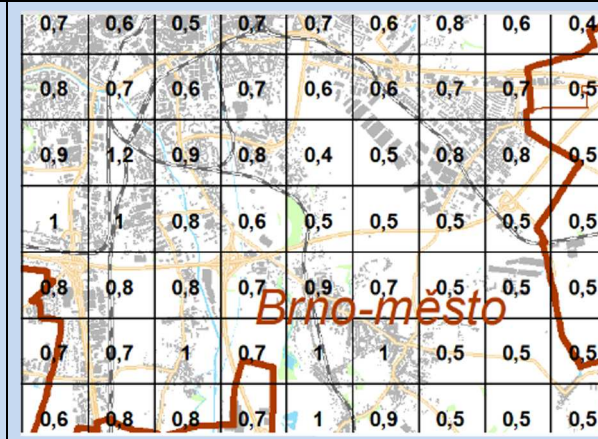 0,7 0,6 0,5 0,7 0,7 0,6 0,8 0,6 0,4
0,8 0,7 0,6 0,7 0,6 0,6 0,7 0,7 0,5
0,9 1,2 0,9 0,8 0,4 0,5 0,8 0,8 0,5
1 1 0,8 0,6 0,5 0,5 0,5 0,5 0,5
0,8 0,8 0,8 0,7 0,9 0,7 0,5 0,5 0,5
Brno-město
0,7 0,7 1 0,7 1 1 0,5 0,5 0,5
0,6 0,8 0,8 0,7 1 0,9 0,5 0,5 0,5